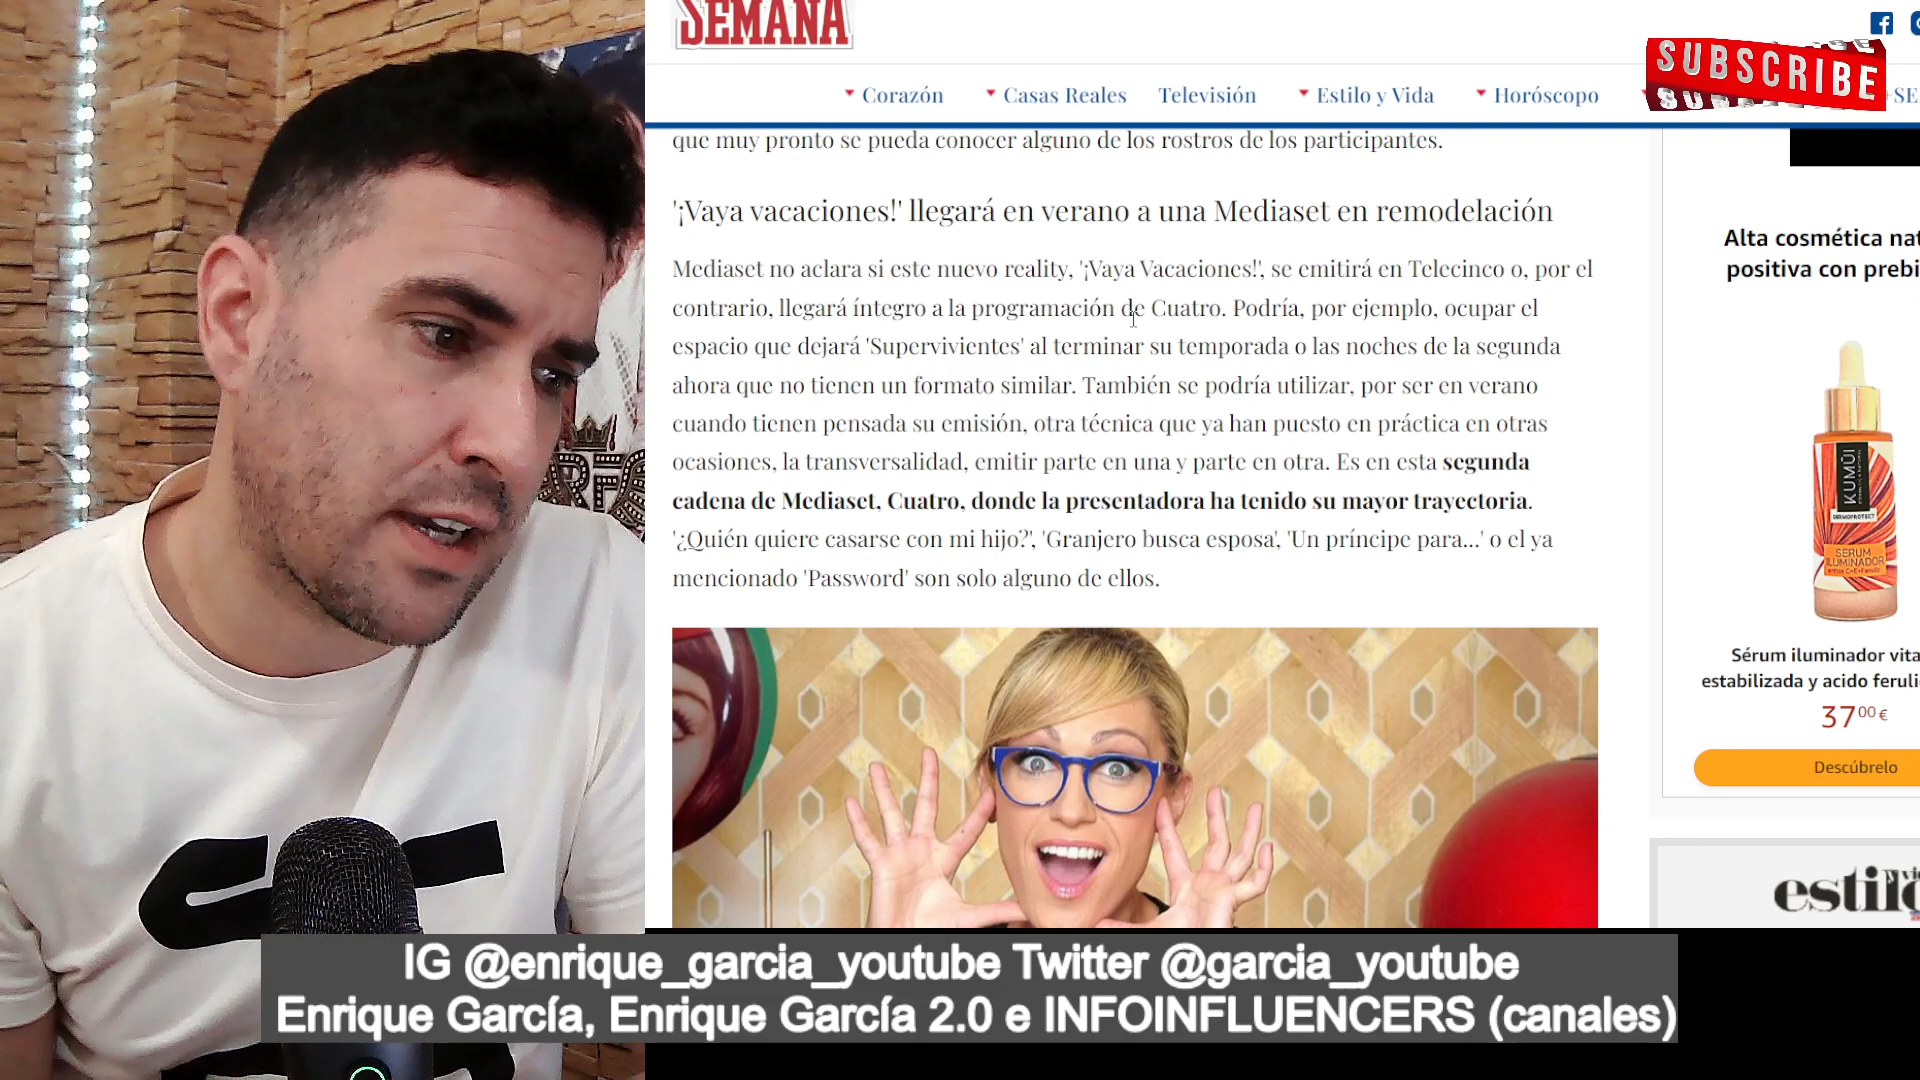 SEMANA
SUBSCRIBE
Corazón Casas Reales Televisión Estilo y Vida Horóscopo +SE
que muy pronto se pueda conocer alguno de los rostros de los participantes.
'¡Vaya vacaciones!' llegará en verano a una Mediaset en remodelación
Mediaset no aclara si este nuevo reality, '¡Vaya Vacaciones!', se emitirá en Telecinco o, por el
contrario, llegará íntegro a la programación de Cuatro. Podría, por ejemplo, ocupar el
espacio que dejará 'Supervivientes' al terminar su temporada o las noches de la segunda
ahora que no tienen un formato similar. También se podría utilizar, por ser en verano
cuando tienen pensada su emisión, otra técnica que ya han puesto en práctica en otras
ocasiones, la transversalidad, emitir parte en una y parte en otra. Es en esta segunda
cadena de Mediaset, Cuatro, donde la presentadora ha tenido su mayor trayectoria.
'¿Quién quiere casarse con mi hijo?', 'Granjero busca esposa', 'Un príncipe para...' o el ya
mencionado 'Password' son solo alguno de ellos.
Alta cosmética nat
positiva con prebi
KUMÜI
DERMOPROTECT
SERUM
ILUMINADOR
Sérum iluminador vita
estabilizada y acido feruli
37⁰⁰ €
Descúbrelo
estilo
IG @enrique_garcia_youtube Twitter @garcia_youtube
Enrique García, Enrique García 2.0 e INFOINFLUENCERS (canales)